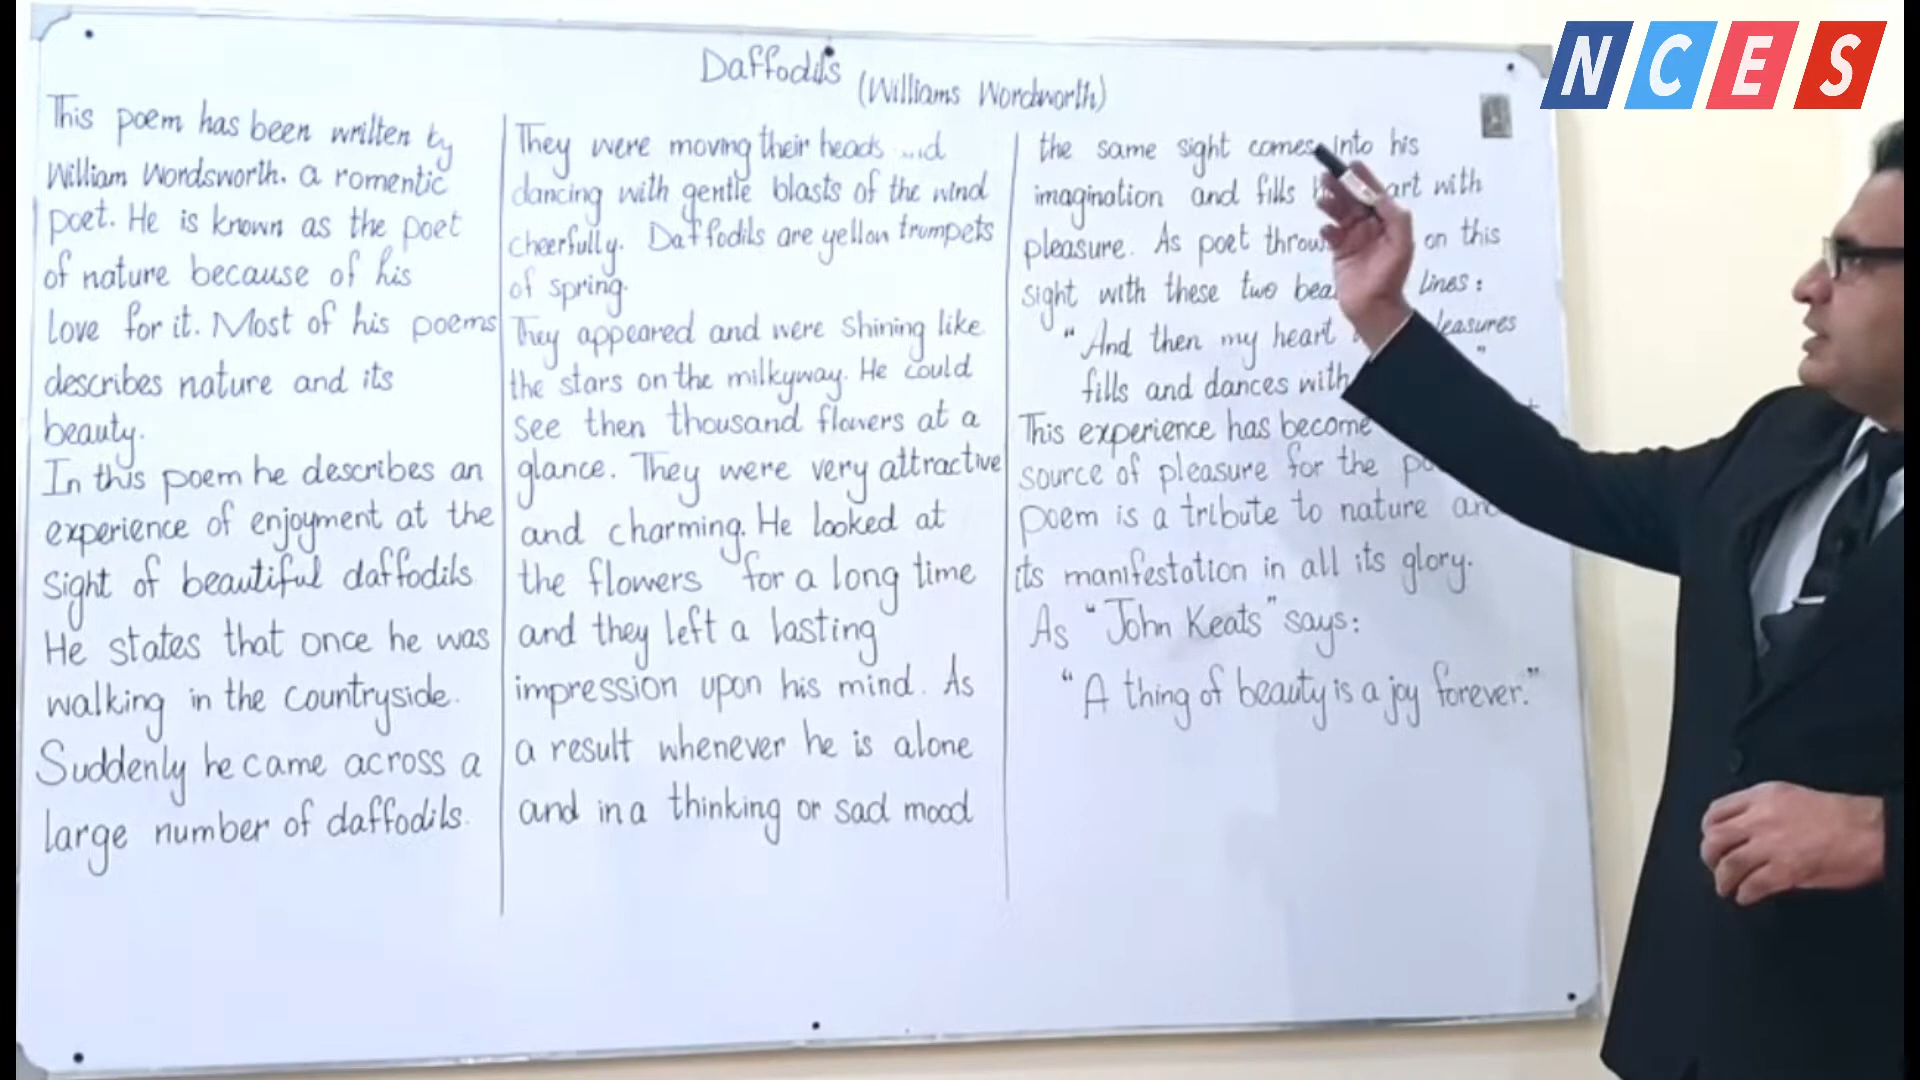 NCES
Daffodils
(Williams Wordworth)
This poem has been written by
William Wordsworth. a romentic
poet. He is known as the poet
of nature because of his
love for it. Most of his poems
describes nature and its
beauty.
In this poem he describes an
experience of enjoyment at the
sight of beautiful daffodils
He states that once he was
walking in the countryside.
Suddenly he came across a
large number of daffodils.
They were moving their heads
dancing with gentle blasts of the wind
cheerfully. Daffodils are yellow trumpets
of spring.
They appeared and were shining like
the stars on the milkyway. He could
see then thousand flowers at a
glance. They were very attractive
and charming. He looked at
the flowers for a long time
and they left a lasting
impression upon his mind. As
a result whenever he is alone
and in a thinking or sad mood
the same sight comes into his
imagination and fills with
pleasure. As poet on this
sight with these two lines:
"And then my heart
fills and dances with "
This experience has become
source of pleasure for the
poem is a tribute to nature
its manifestation in all its glory.
As "John Keats" says:
"A thing of beauty is a joy forever."